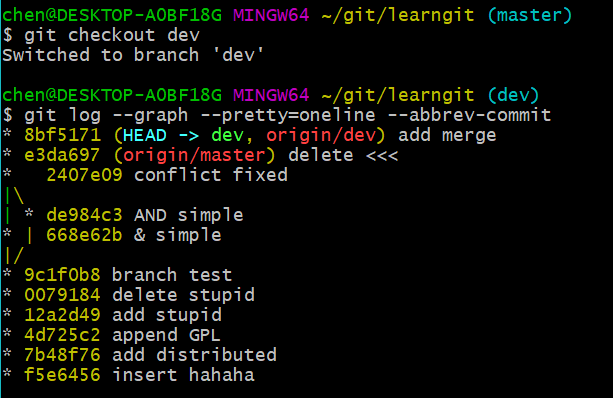 chen@DESKTOP-A0BF18G MINGW64 ~/git/learngit (master)
$ git checkout dev
Switched to branch 'dev'

chen@DESKTOP-A0BF18G MINGW64 ~/git/learngit (dev)
$ git log --graph --pretty=oneline --abbrev-commit
* 8bf5171 (HEAD -> dev, origin/dev) add merge
* e3da697 (origin/master) delete <<<
*   2407e09 conflict fixed
|\
| * de984c3 AND simple
* | 668e62b & simple
|/
* 9c1f0b8 branch test
* 0079184 delete stupid
* 12a2d49 add stupid
* 4d725c2 append GPL
* 7b48f76 add distributed
* f5e6456 insert hahaha